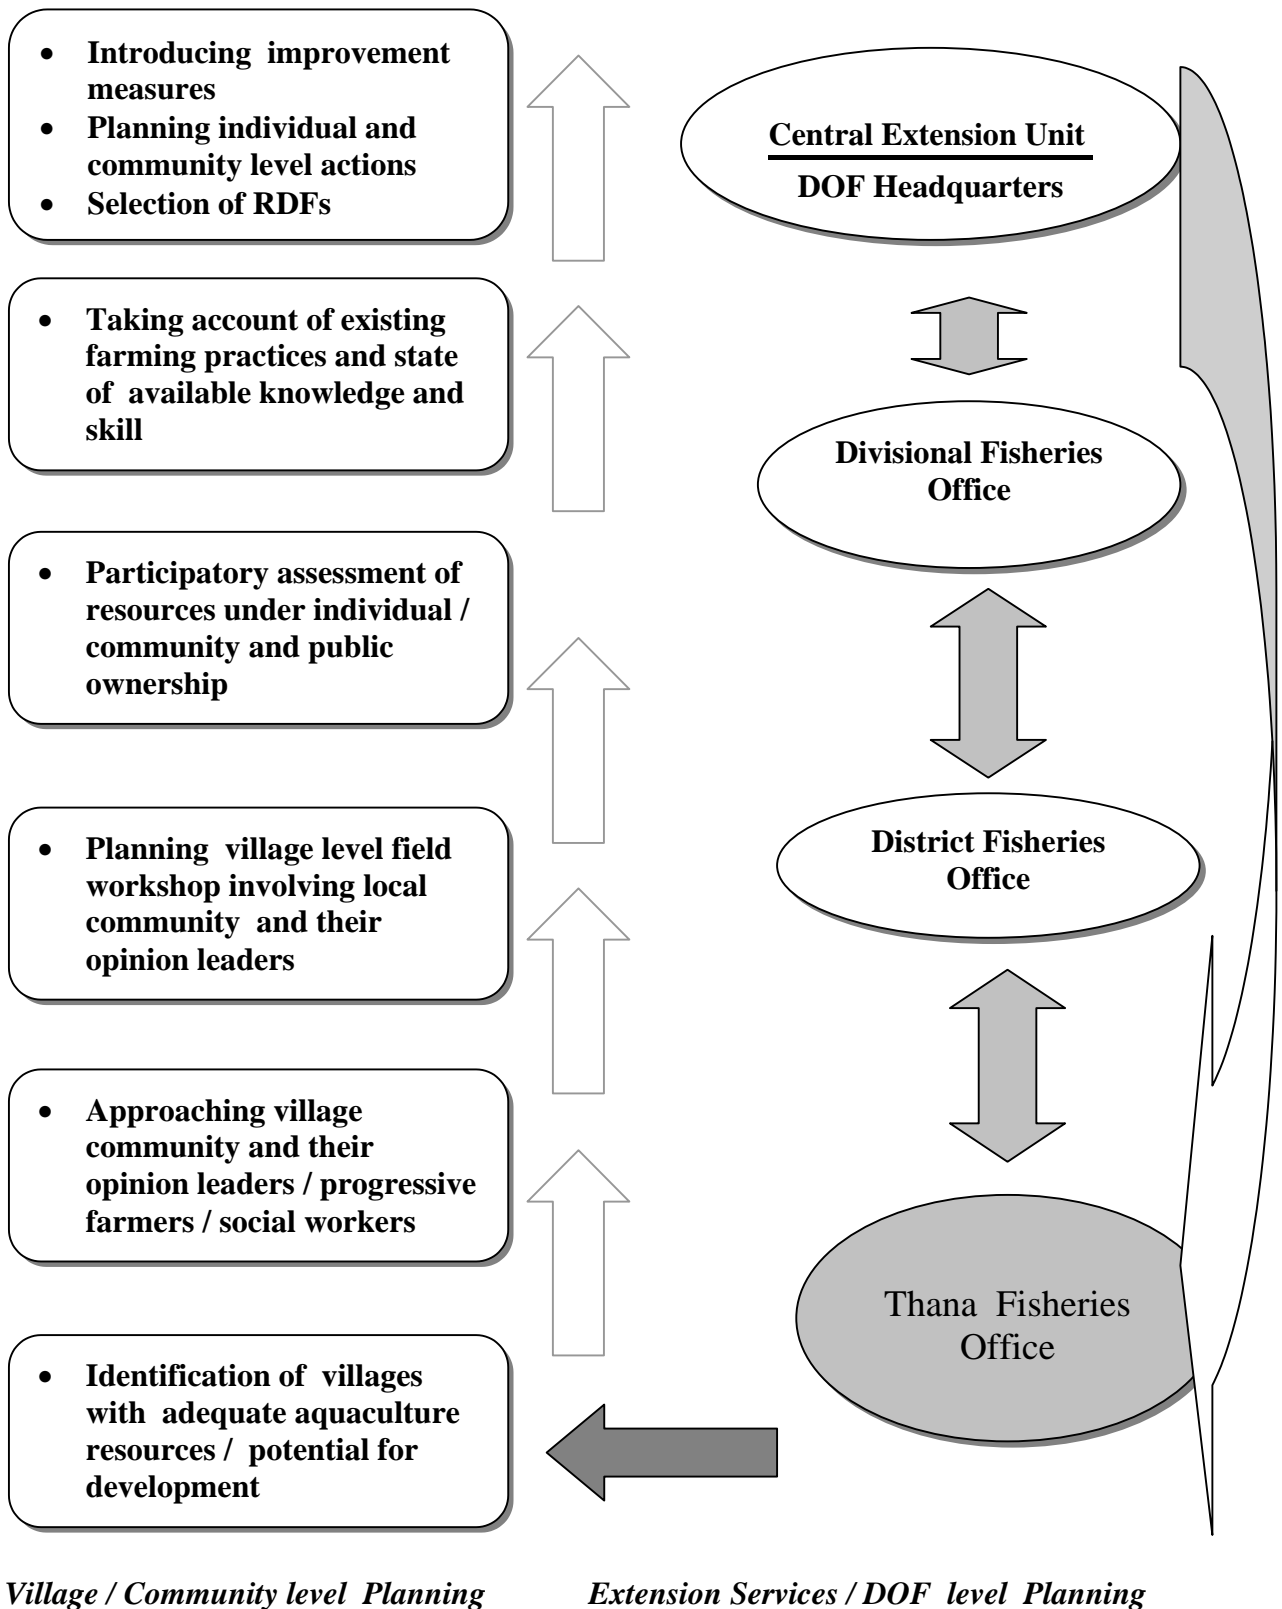 • Introducing improvement
measures
• Planning individual and
community level actions
• Selection of RDFs
• Taking account of existing
farming practices and state
of available knowledge and
skill
• Participatory assessment of
resources under individual /
community and public
ownership
• Planning village level field
workshop involving local
community and their
opinion leaders
• Approaching village
community and their
opinion leaders / progressive
farmers / social workers
• Identification of villages
with adequate aquaculture
resources / potential for
development
Village / Community level Planning
Central Extension Unit
DOF Headquarters
Divisional Fisheries
Office
District Fisheries
Office
Thana Fisheries
Office
Extension Services / DOF level Planning